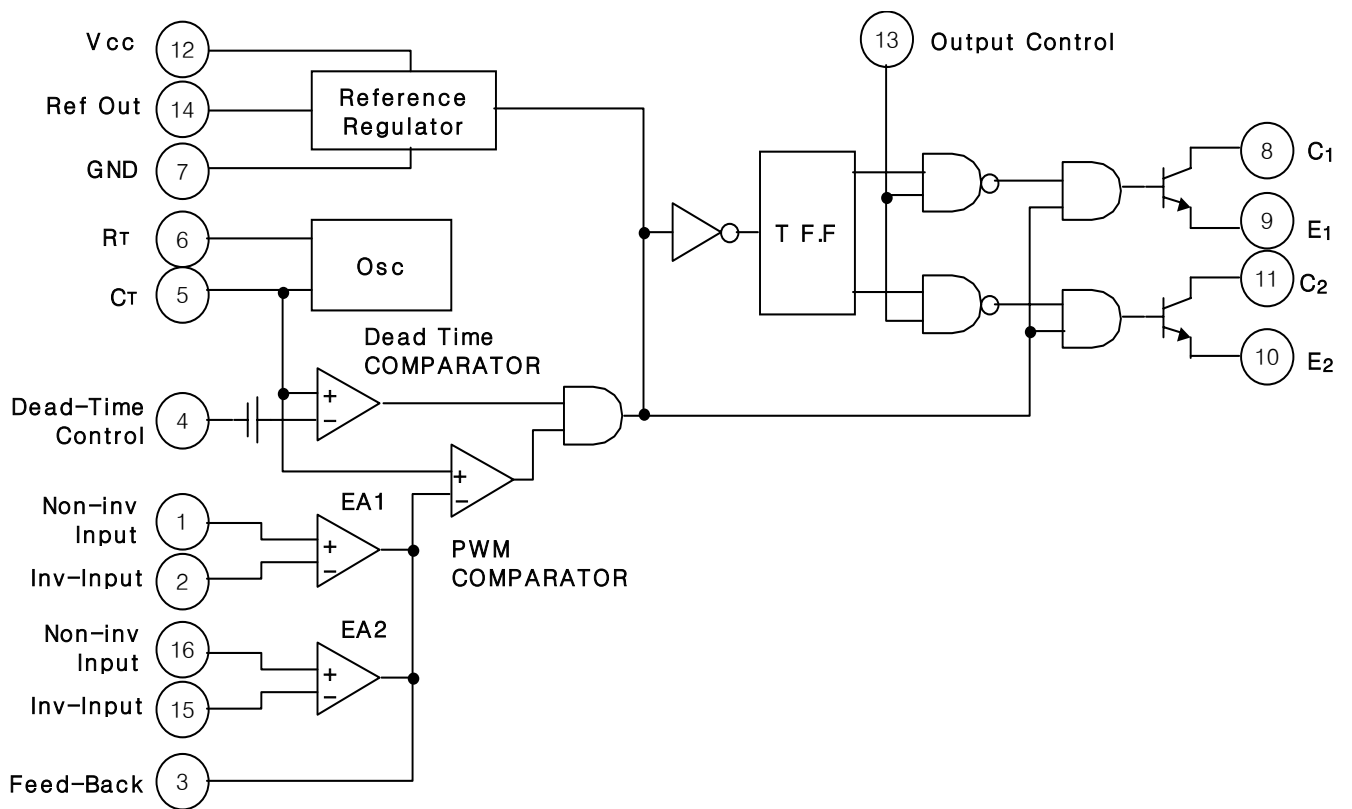 Vcc
12
Ref Out
14
GND
7
Reference
Regulator
RT
6
CT
5
Osc
Dead Time
COMPARATOR
Dead-Time
Control
4
+
−
+
−
Non-inv
Input
1
Inv-Input
2
EA1
+
−
PWM
COMPARATOR
Non-inv
Input
16
Inv-Input
15
EA2
+
−
Feed-Back
3
13
Output Control
T F.F
8
C1
9
E1
11
C2
10
E2